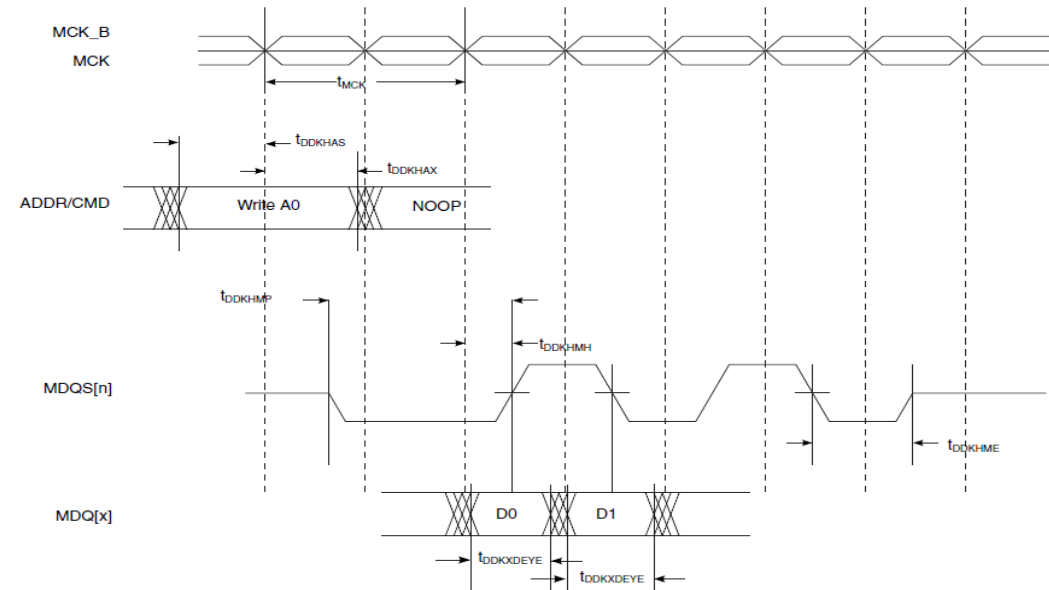 MCK_B
MCK
tMCK
tDDKHAS
tDDKHAX
ADDR/CMD
Write A0
NOOP
tDDKHMP
tDDKHMH
MDQS[n]
tDDKHME
MDQ[x]
D0
D1
tDDKXDEYE
tDDKXDEYE